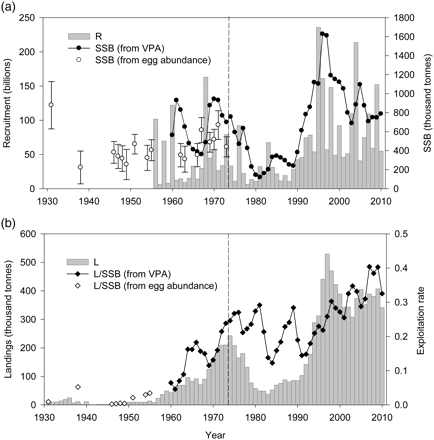 (a)
250
200
150
100
50
0
Recruitment (billions)
R
SSB (from VPA)
SSB (from egg abundance)
1800
1600
1400
1200
1000
800
600
400
200
0
SSB (thousand tonnes)
1930 1940 1950 1960 1970 1980 1990 2000 2010
(b)
600
500
400
300
200
100
0
Landings (thousand tonnes)
L
L/SSB (from VPA)
L/SSB (from egg abundance)
0.5
0.4
0.3
0.2
0.1
0.0
Exploitation rate
1930 1940 1950 1960 1970 1980 1990 2000 2010
Year